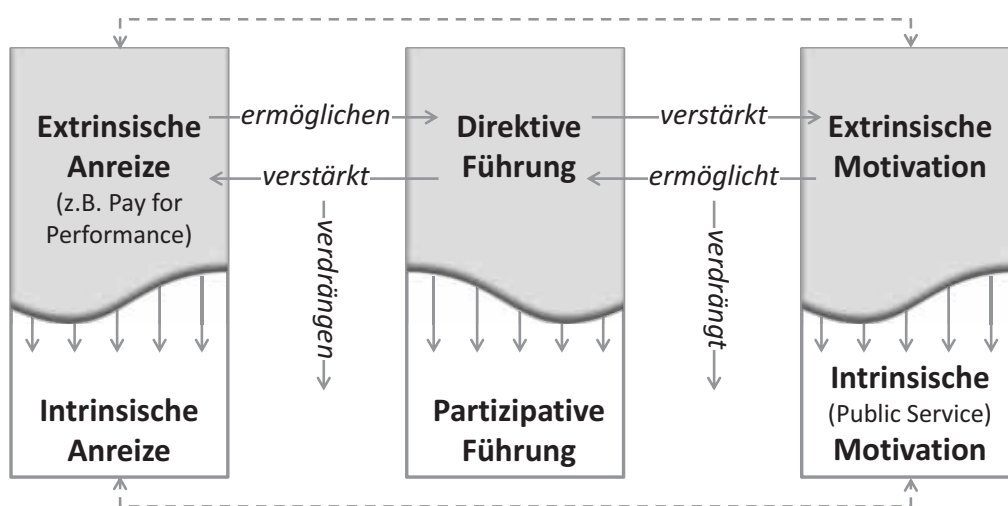 Extrinsische
Anreize
(z.B. Pay for
Performance)
ermöglichen
verstärkt
verdrängen
Direktive
Führung
verstärkt
ermöglicht
verdrängt
Extrinsische
Motivation
Intrinsische
Anreize
Partizipative
Führung
Intrinsische
(Public Service)
Motivation